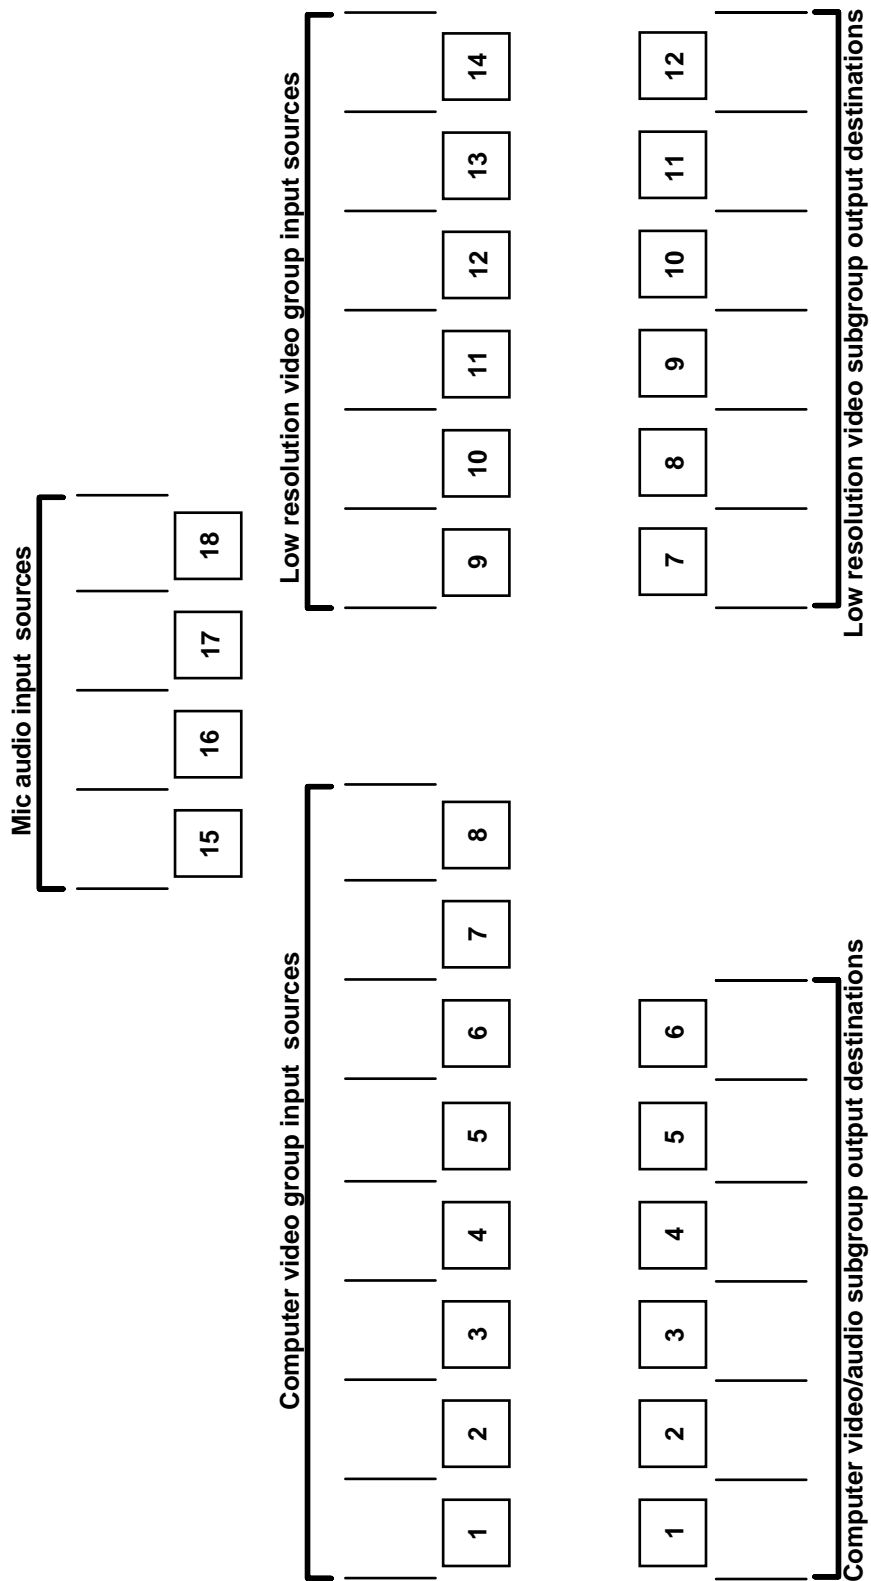 Mic audio input sources
15 16 17 18
Computer video group input sources
1 2 3 4 5 6 7 8
Low resolution video group input sources
9 10 11 12 13 14
1 2 3 4 5 6
Computer video/audio subgroup output destinations
7 8 9 10 11 12
Low resolution video subgroup output destinations